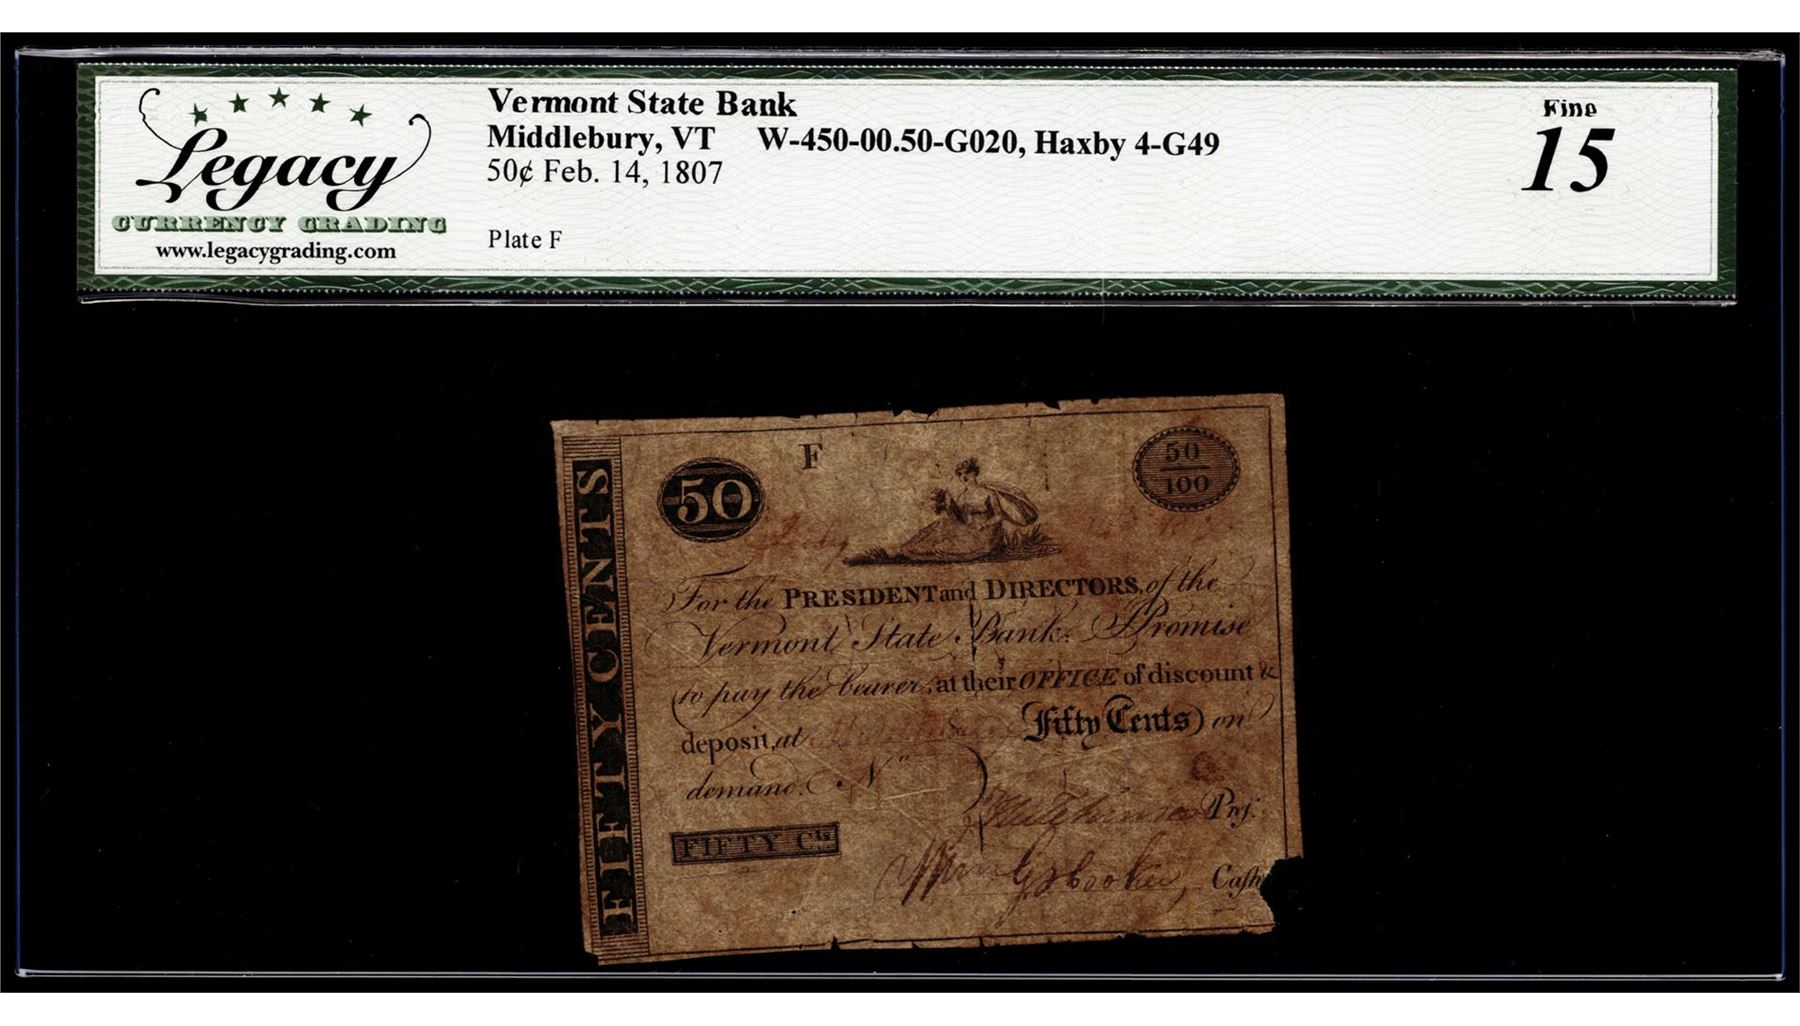 Legacy
CURRENCY GRADING
www.legacygrading.com
Vermont State Bank
Middlebury, VT W-450-00.50-G020, Haxby 4-G49
50¢ Feb. 14, 1807
Plate F
Fine
15
FIFTY CENTS
50
F
50
100
For the PRESIDENT and DIRECTORS, of the
Vermont State Bank. Promise
to pay the bearer, at their OFFICE of discount &
deposit, at Fifty Cents on
demand. No
Presj.
FIFTY Cts
Cash